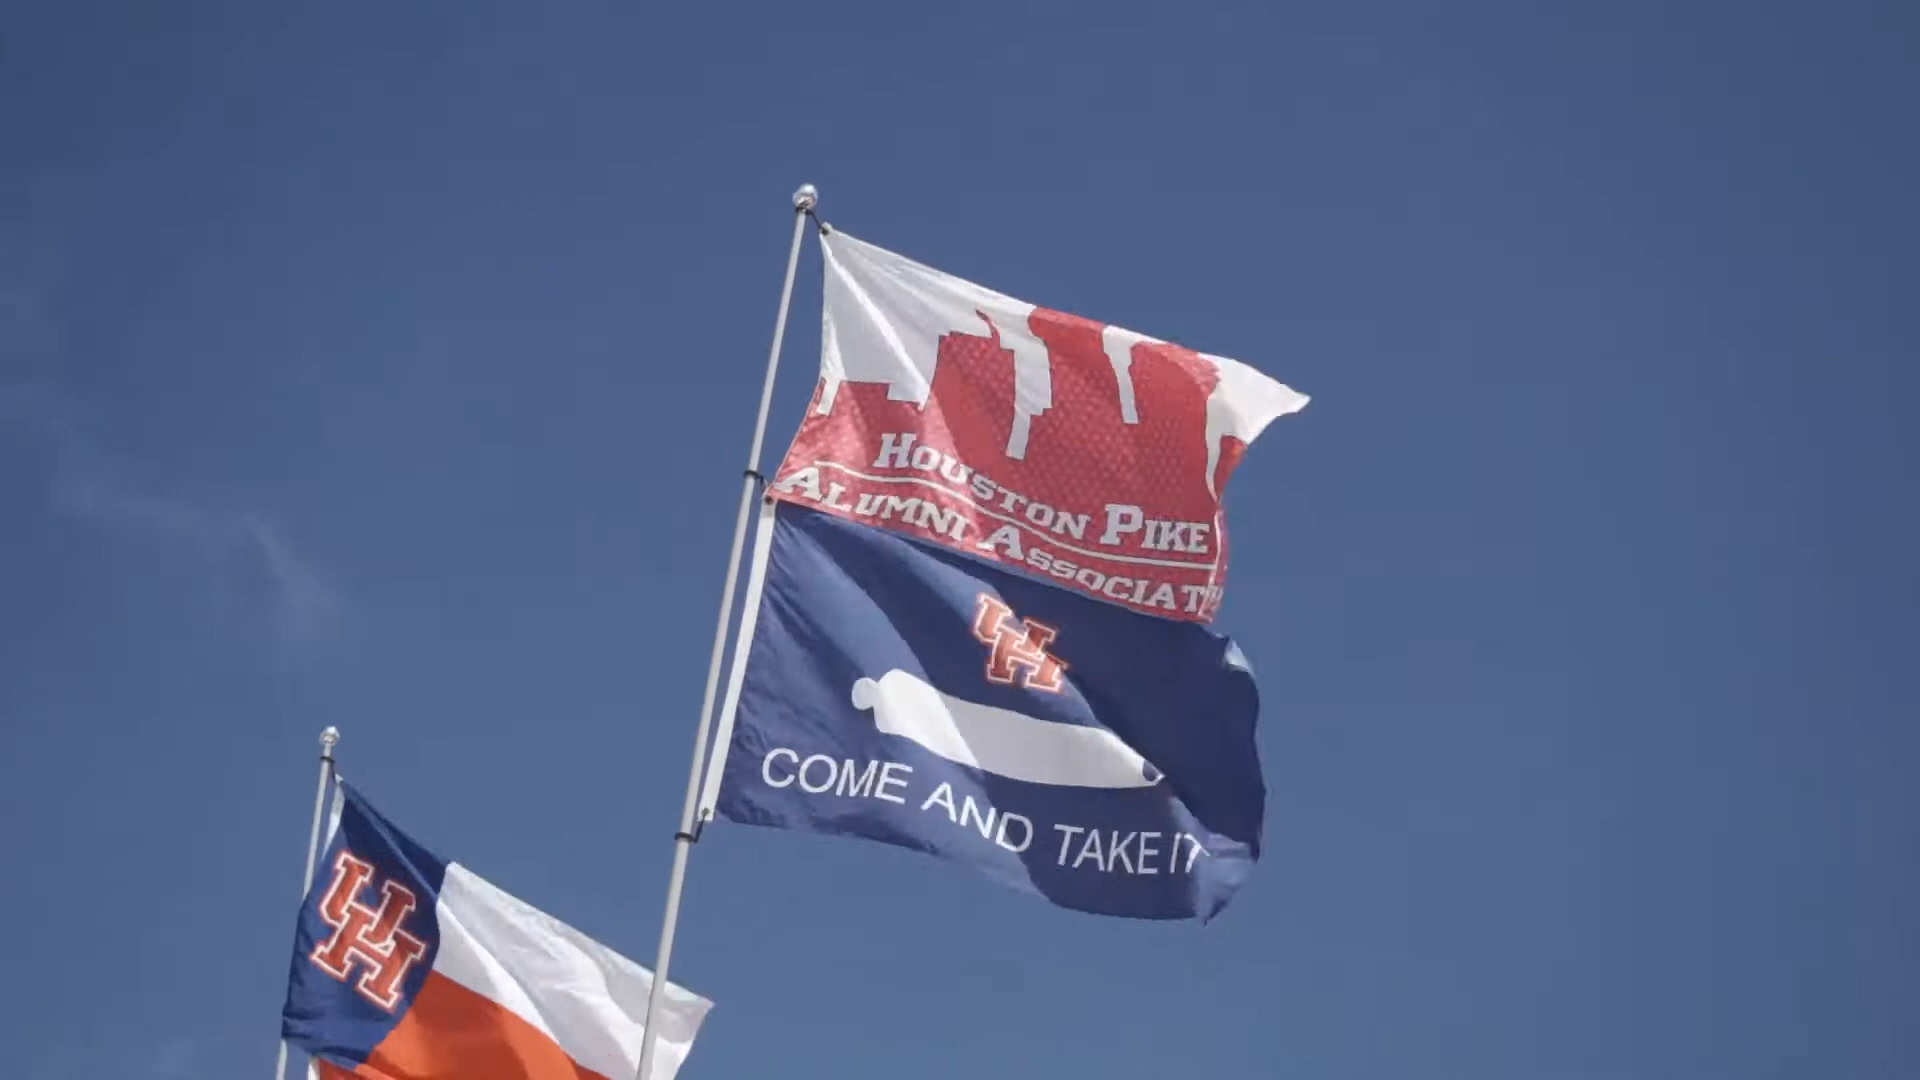 HOUSTON PIKE
ALUMNI ASSOCIAT
UH
COME AND TAKE IT
UH